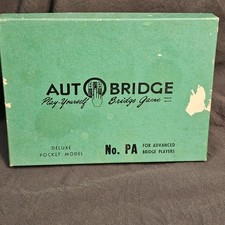 AUTOBRIDGE
Play-Yourself Bridge Game
DELUXE
POCKET MODEL
No. PA
FOR ADVANCED
BRIDGE PLAYERS